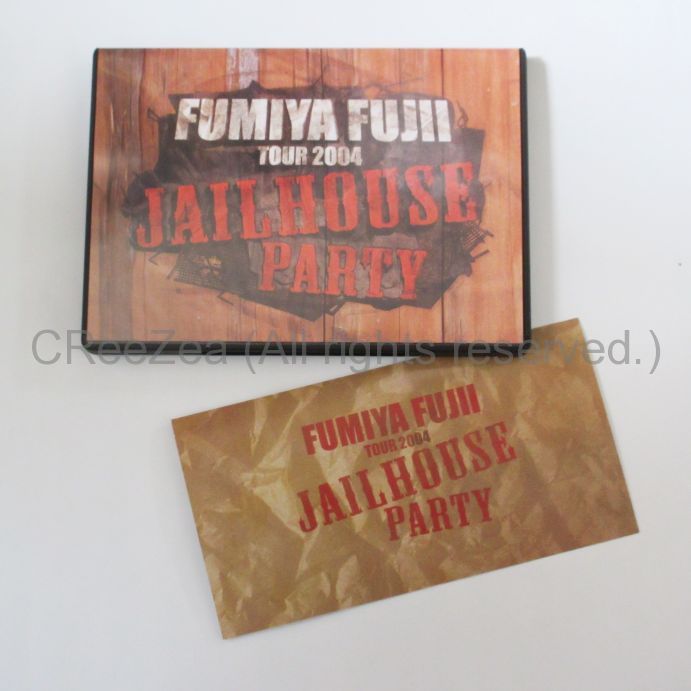 FUMIYA FUJII
TOUR 2004
JAILHOUSE
PARTY
CReeZea (All rights reserved.)
FUMIYA FUJII
TOUR 2004
JAILHOUSE
PARTY